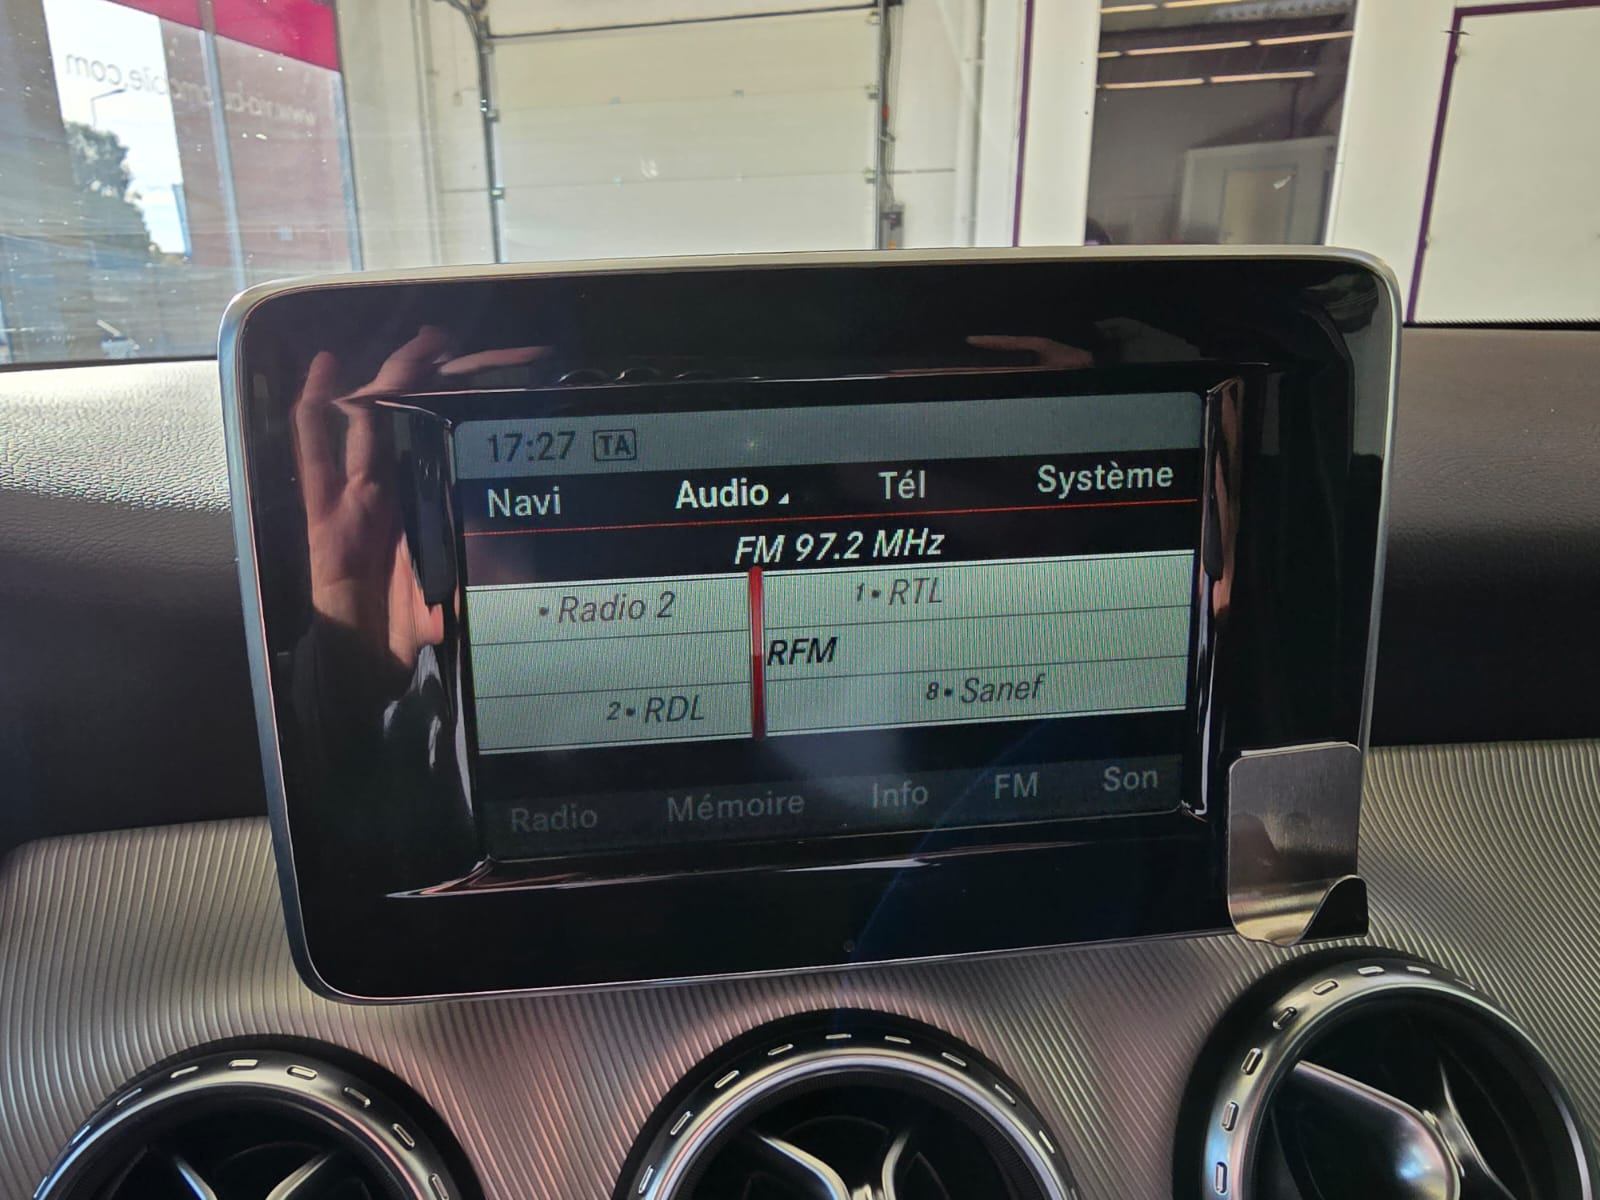 17:27 TA
Navi Audio Tél Système
FM 97.2 MHz
• Radio 2 1• RTL
RFM
2• RDL 8• Sanef
Radio Mémoire Info FM Son